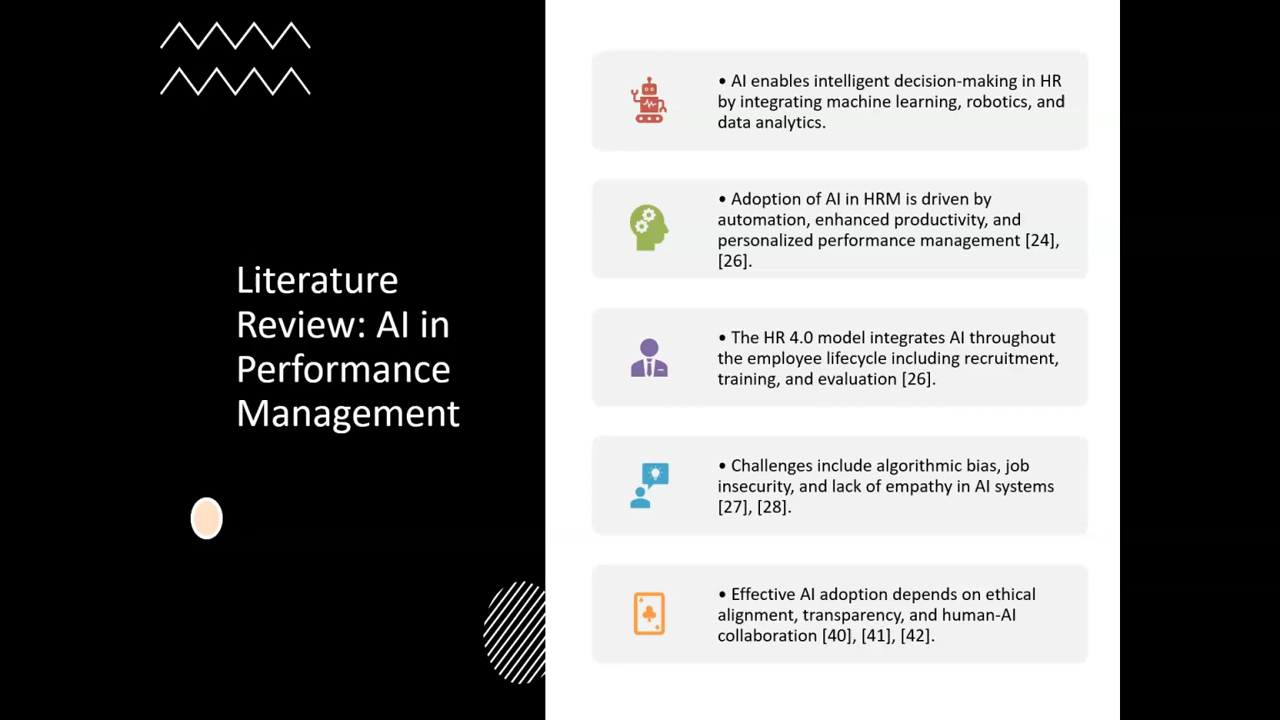 Literature
Review: AI in
Performance
Management
• AI enables intelligent decision-making in HR
by integrating machine learning, robotics, and
data analytics.
• Adoption of AI in HRM is driven by
automation, enhanced productivity, and
personalized performance management [24],
[26].
• The HR 4.0 model integrates AI throughout
the employee lifecycle including recruitment,
training, and evaluation [26].
• Challenges include algorithmic bias, job
insecurity, and lack of empathy in AI systems
[27], [28].
• Effective AI adoption depends on ethical
alignment, transparency, and human-AI
collaboration [40], [41], [42].